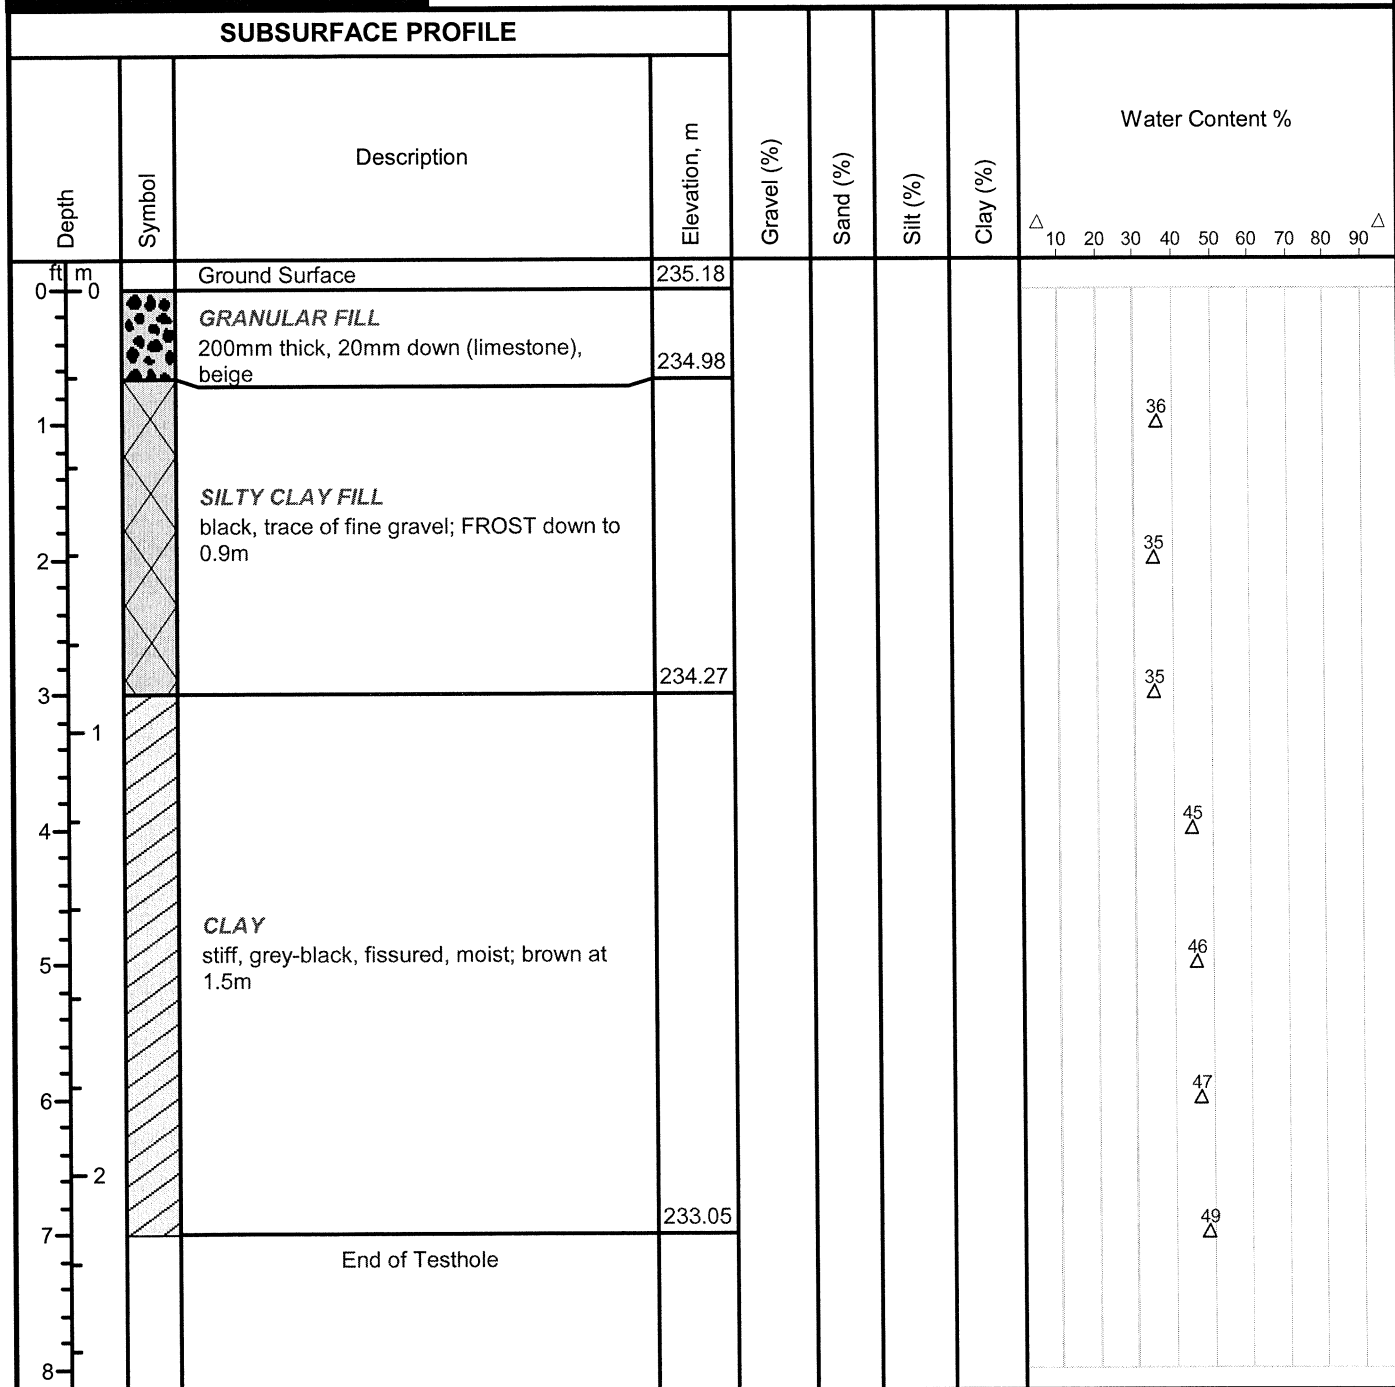 SUBSURFACE PROFILE
Depth
Symbol
Description
Elevation, m
Gravel (%)
Sand (%)
Silt (%)
Clay (%)
Water Content %
10 20 30 40 50 60 70 80 90
ft m
Ground Surface
235.18
0 0
GRANULAR FILL
200mm thick, 20mm down (limestone),
beige
234.98
36
1
SILTY CLAY FILL
black, trace of fine gravel; FROST down to
0.9m
35
2
234.27
35
3
1
45
4
CLAY
stiff, grey-black, fissured, moist; brown at
1.5m
46
5
47
6
2
233.05
49
7
End of Testhole
8